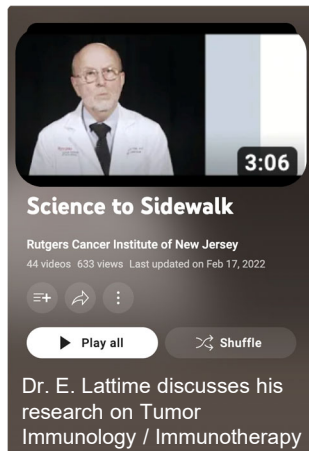 3:06
Science to Sidewalk
Rutgers Cancer Institute of New Jersey
44 videos 633 views Last updated on Feb 17, 2022
Play all
Shuffle
Dr. E. Lattime discusses his
research on Tumor
Immunology / Immunotherapy